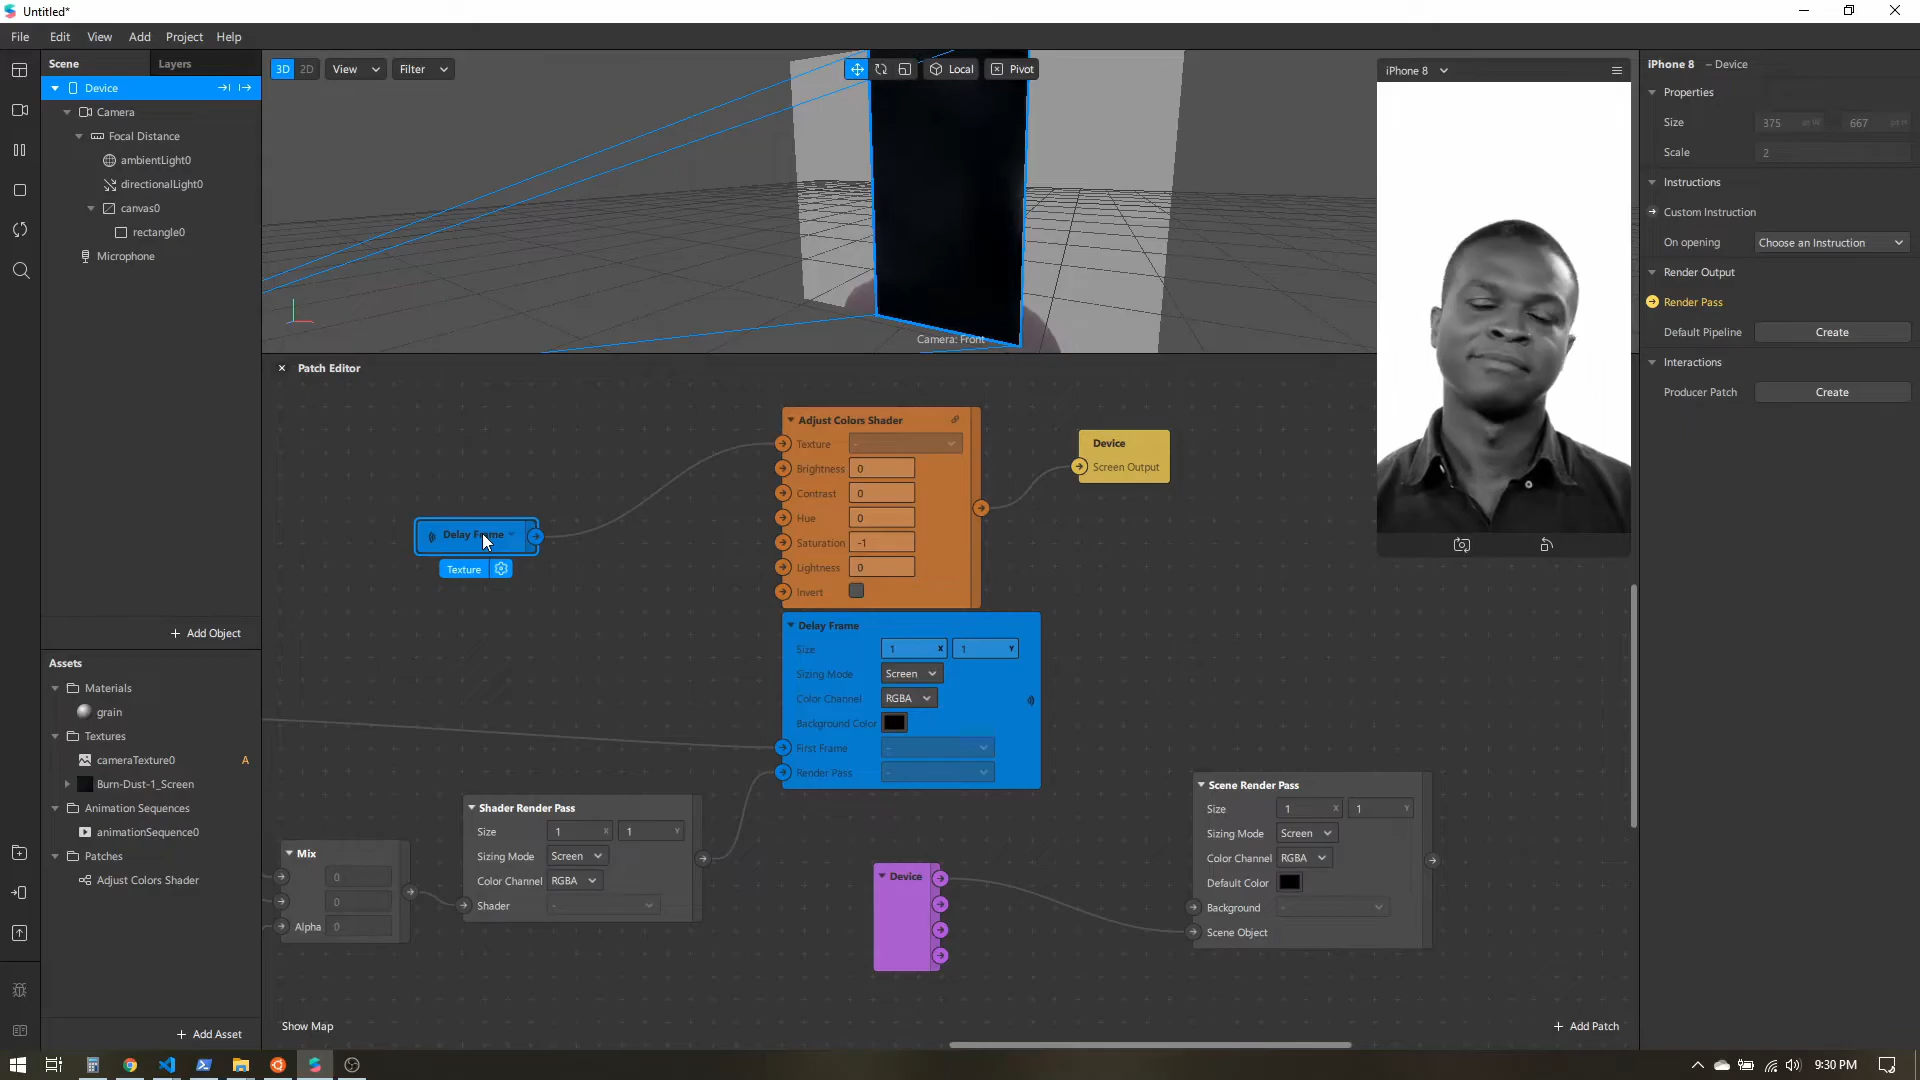 Untitled*
File Edit View Add Project Help
Scene Layers
Device
Camera
Focal Distance
ambientLight0
directionalLight0
canvas0
rectangle0
Microphone
+ Add Object
Assets
Materials
grain
Textures
cameraTexture0 A
Burn-Dust-1_Screen
Animation Sequences
animationSequence0
Patches
Adjust Colors Shader
+ Add Asset
3D 2D View Filter
Local Pivot
Camera: Front
Patch Editor
Delay Frame
Texture
Adjust Colors Shader
Texture -
Brightness 0
Contrast 0
Hue 0
Saturation -1
Lightness 0
Invert
Device
Screen Output
Delay Frame
Size 1 X 1 Y
Sizing Mode Screen
Color Channel RGBA
Background Color
First Frame -
Render Pass -
Mix
0
0
Alpha 0
Shader Render Pass
Size 1 X 1 Y
Sizing Mode Screen
Color Channel RGBA
Shader -
Device
Scene Render Pass
Size 1 X 1 Y
Sizing Mode Screen
Color Channel RGBA
Default Color
Background -
Scene Object
Show Map
+ Add Patch
iPhone 8
iPhone 8 – Device
Properties
Size 375 pt W 667 pt H
Scale 2
Instructions
Custom Instruction
On opening Choose an Instruction
Render Output
Render Pass
Default Pipeline Create
Interactions
Producer Patch Create
9:30 PM